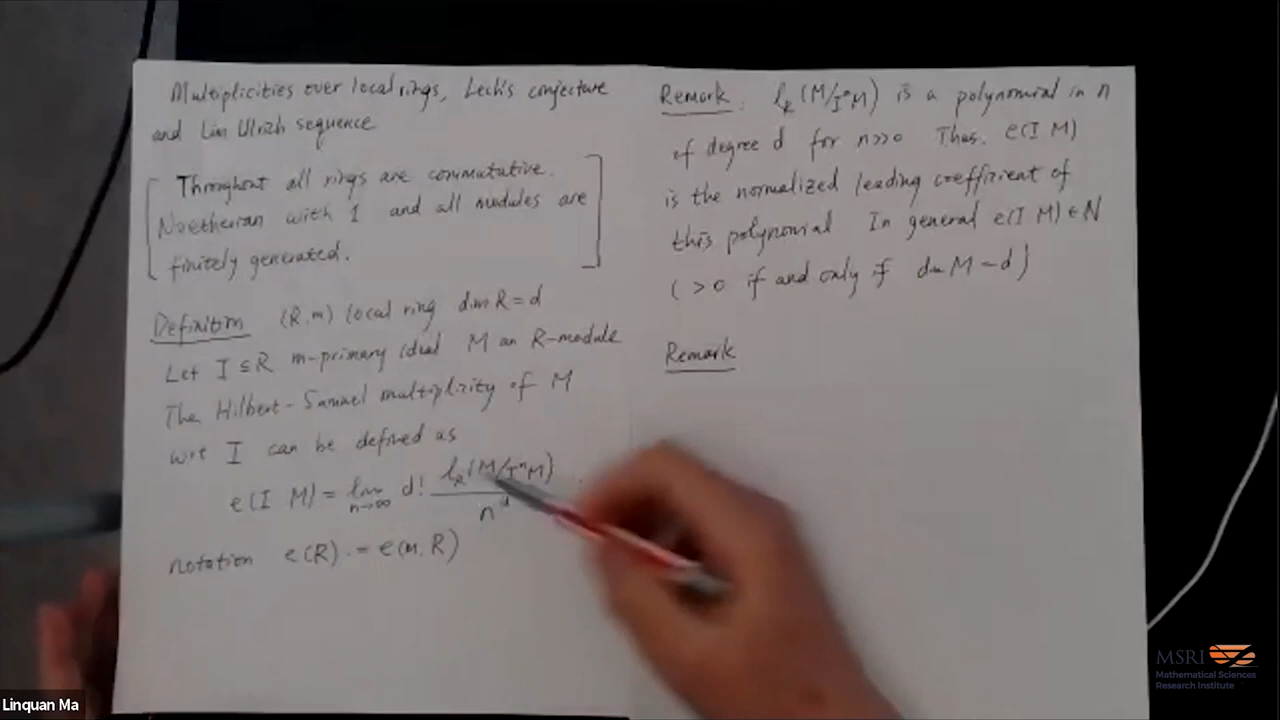 Multiplicities over local rings, Lech's conjecture
and Lim Ulrich sequence
Throughout all rings are commutative.
Noetherian with 1 and all modules are
finitely generated.
Definition (R.m) local ring dim R = d
Let I ⊆ R m-primary ideal M an R-module
The Hilbert-Samuel multiplicity of M
wrt I can be defined as
e(I M) = lim n→∞ d! l_R(M/I^nM) / n^d
notation e(R) := e(m, R)
Remark. l_R(M/I^nM) is a polynomial in n
of degree d for n>>0 Thus. e(I M)
is the normalized leading coefficient of
this polynomial In general e(I M) ∈ N
( >0 if and only if dim M = d )
Remark
Linquan Ma
MSRI
Mathematical Sciences
Research Institute